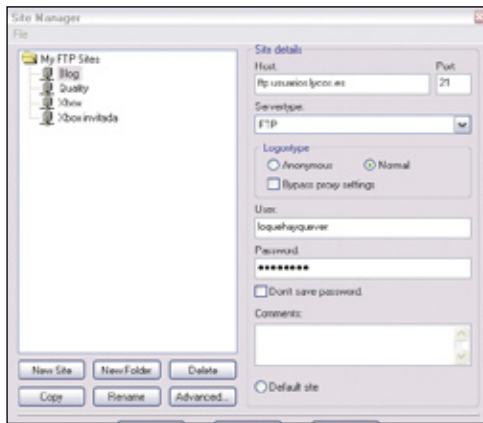 Site Manager
File
My FTP Sites
Blog
Quality
Xbox
Xbox invitada
New Site
New Folder
Delete
Copy
Rename
Advanced...
Site details
Host:
Port:
ftp.usuarios.lycos.es
21
Servertype:
FTP
Logontype
Anonymous
Normal
Bypass proxy settings
User:
loquehayquever
Password:
●●●●●●●●
Don't save password.
Comments:
Default site